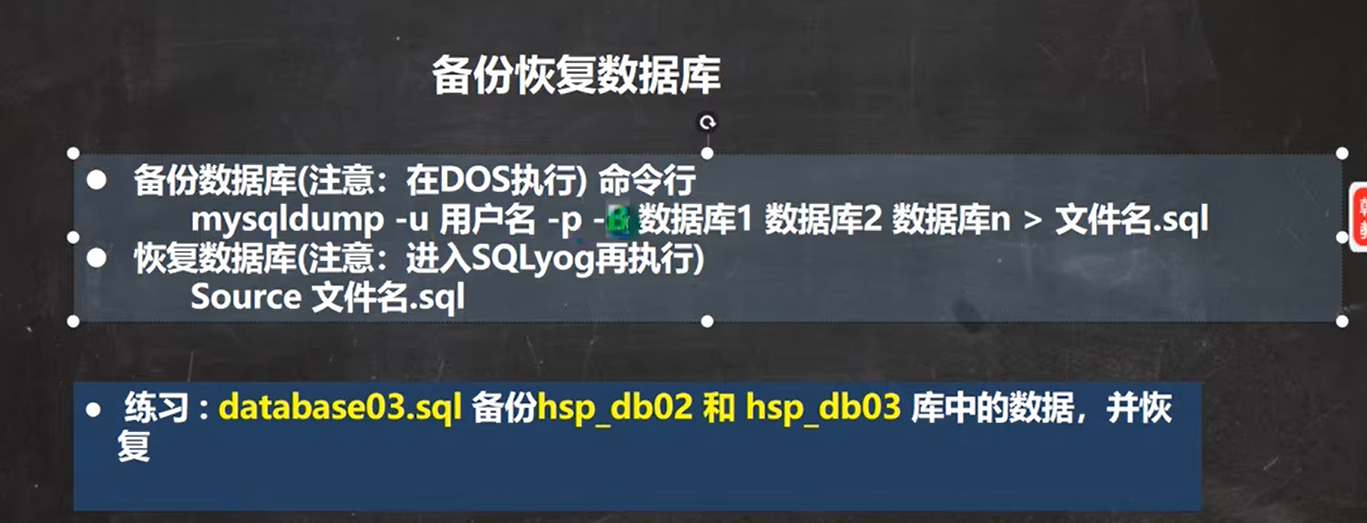 备份恢复数据库
● 备份数据库(注意：在DOS执行) 命令行
mysqldump -u 用户名 -p -B 数据库1 数据库2 数据库n > 文件名.sql
● 恢复数据库(注意：进入SQLyog再执行)
Source 文件名.sql
● 练习 : database03.sql 备份hsp_db02 和 hsp_db03 库中的数据，并恢
复